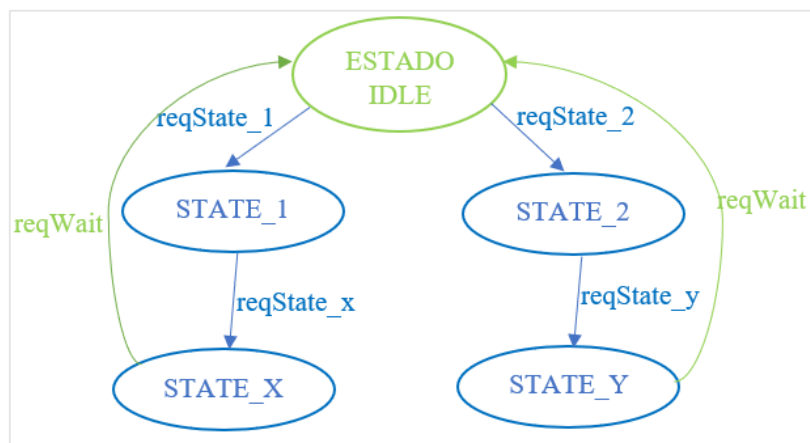 ESTADO
IDLE
reqState_1
reqState_2
STATE_1
STATE_2
reqWait
reqWait
reqState_x
reqState_y
STATE_X
STATE_Y